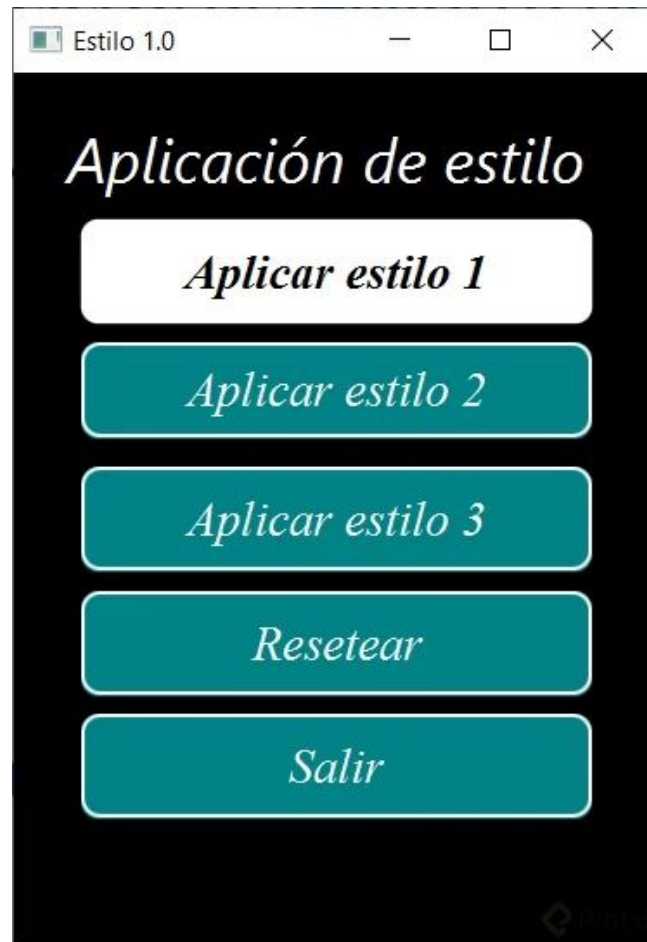 Estilo 1.0
Aplicación de estilo
Aplicar estilo 1
Aplicar estilo 2
Aplicar estilo 3
Resetear
Salir